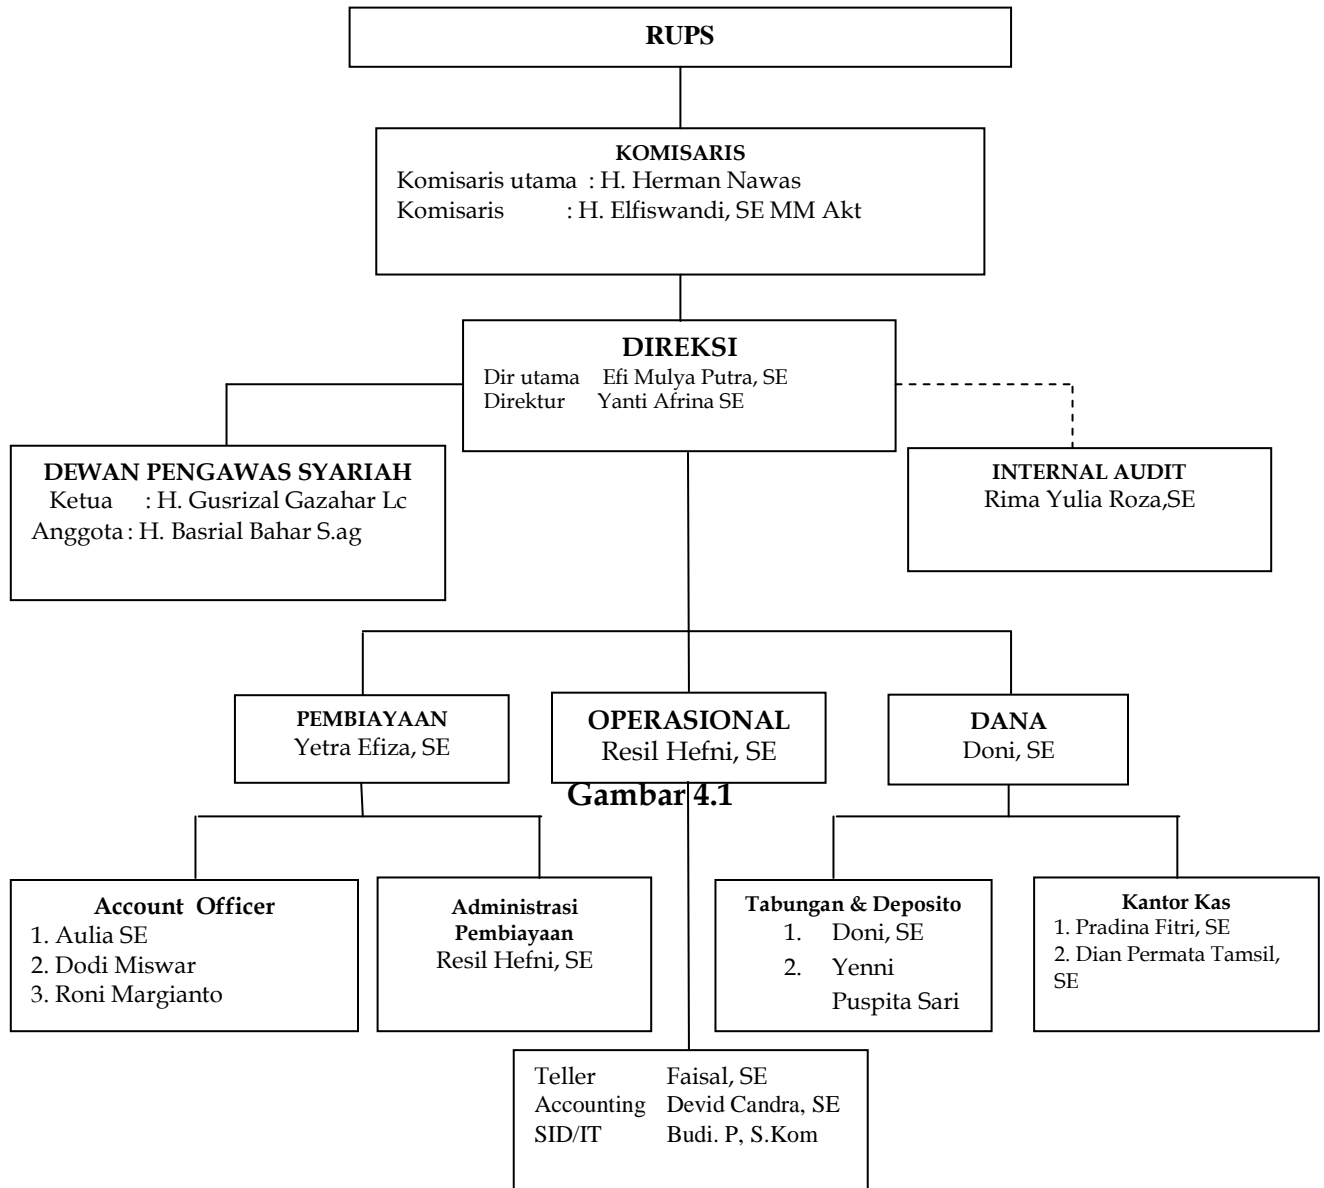 RUPS
KOMISARIS
Komisaris utama : H. Herman Nawas
Komisaris : H. Elfiswandi, SE MM Akt
DIREKSI
Dir utama Efi Mulya Putra, SE
Direktur Yanti Afrina SE
DEWAN PENGAWAS SYARIAH
Ketua : H. Gusrizal Gazahar Lc
Anggota : H. Basrial Bahar S.ag
INTERNAL AUDIT
Rima Yulia Roza,SE
PEMBIAYAAN
Yetra Efiza, SE
OPERASIONAL
Resil Hefni, SE
DANA
Doni, SE
Gambar 4.1
Account Officer
1. Aulia SE
2. Dodi Miswar
3. Roni Margianto
Administrasi
Pembiayaan
Resil Hefni, SE
Tabungan & Deposito
1. Doni, SE
2. Yenni
Puspita Sari
Kantor Kas
1. Pradina Fitri, SE
2. Dian Permata Tamsil,
SE
Teller Faisal, SE
Accounting Devid Candra, SE
SID/IT Budi. P, S.Kom